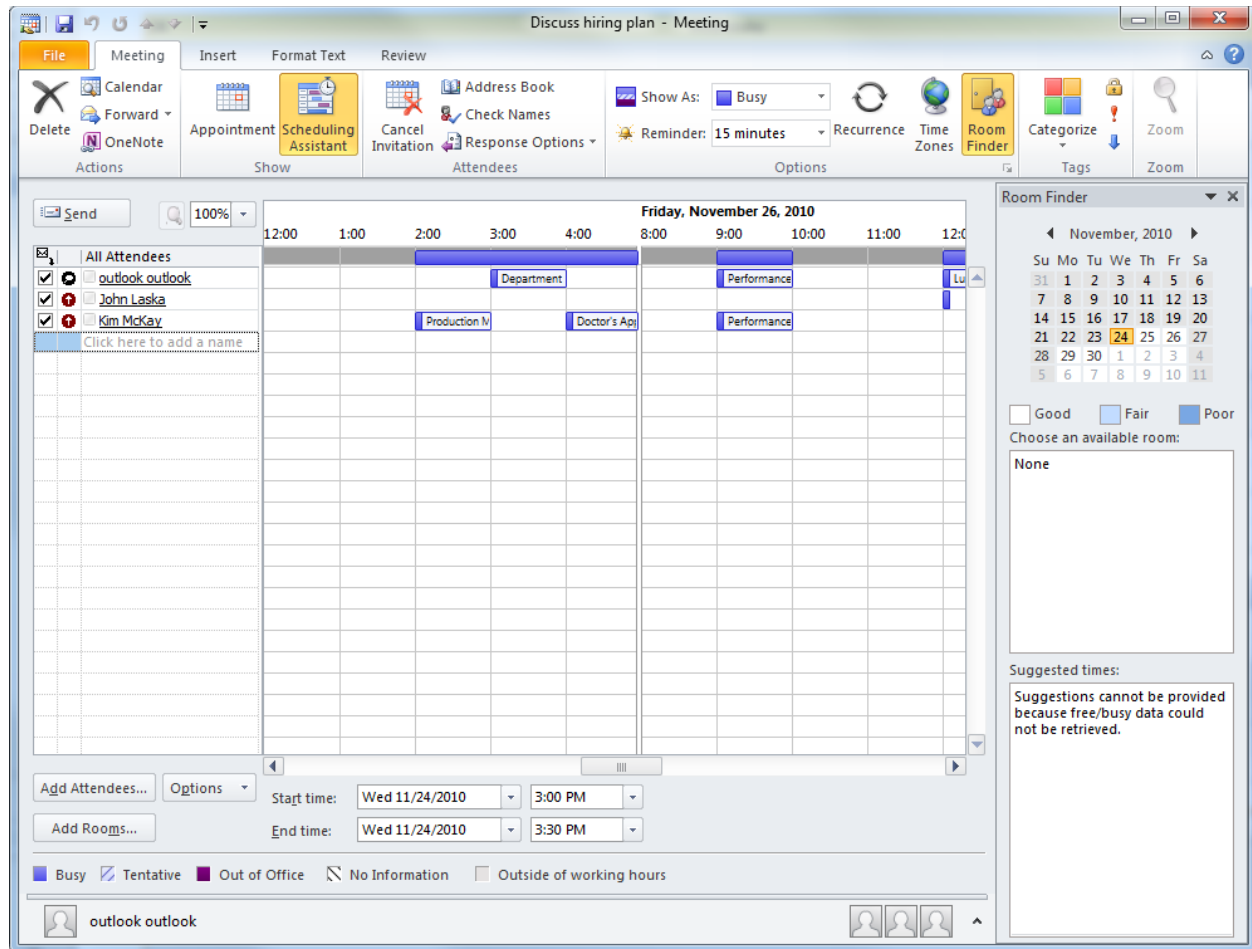 Discuss hiring plan - Meeting
File Meeting Insert Format Text Review
Delete
Calendar
Forward
OneNote
Actions
Appointment
Scheduling
Assistant
Show
Cancel
Invitation
Address Book
Check Names
Response Options
Attendees
Show As: Busy
Reminder: 15 minutes
Recurrence
Time
Zones
Room
Finder
Options
Categorize
Tags
Zoom
Zoom
Send 100%
Friday, November 26, 2010
12:00 1:00 2:00 3:00 4:00 8:00 9:00 10:00 11:00 12:0
All Attendees
outlook outlook Department Performance Lu
John Laska
Kim McKay Production M Doctor's App Performance
Click here to add a name
Add Attendees... Options
Add Rooms...
Start time: Wed 11/24/2010 3:00 PM
End time: Wed 11/24/2010 3:30 PM
Busy Tentative Out of Office No Information Outside of working hours
outlook outlook
Room Finder
November, 2010
Su Mo Tu We Th Fr Sa
31 1 2 3 4 5 6
7 8 9 10 11 12 13
14 15 16 17 18 19 20
21 22 23 24 25 26 27
28 29 30 1 2 3 4
5 6 7 8 9 10 11
Good Fair Poor
Choose an available room:
None
Suggested times:
Suggestions cannot be provided
because free/busy data could
not be retrieved.